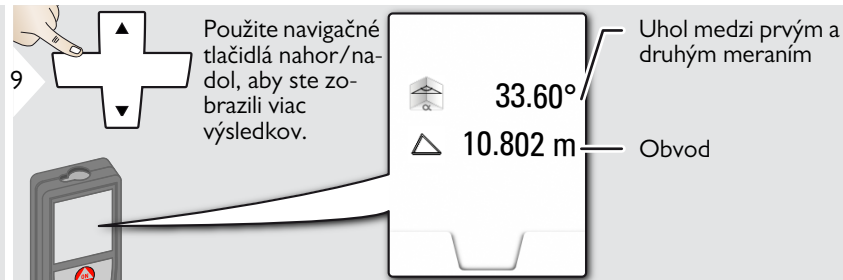 9
Použite navigačné
tlačidlá nahor/na-
dol, aby ste zo-
brazili viac
výsledkov.
33.60°
α
10.802 m
Uhol medzi prvým a
druhým meraním
Obvod
ON